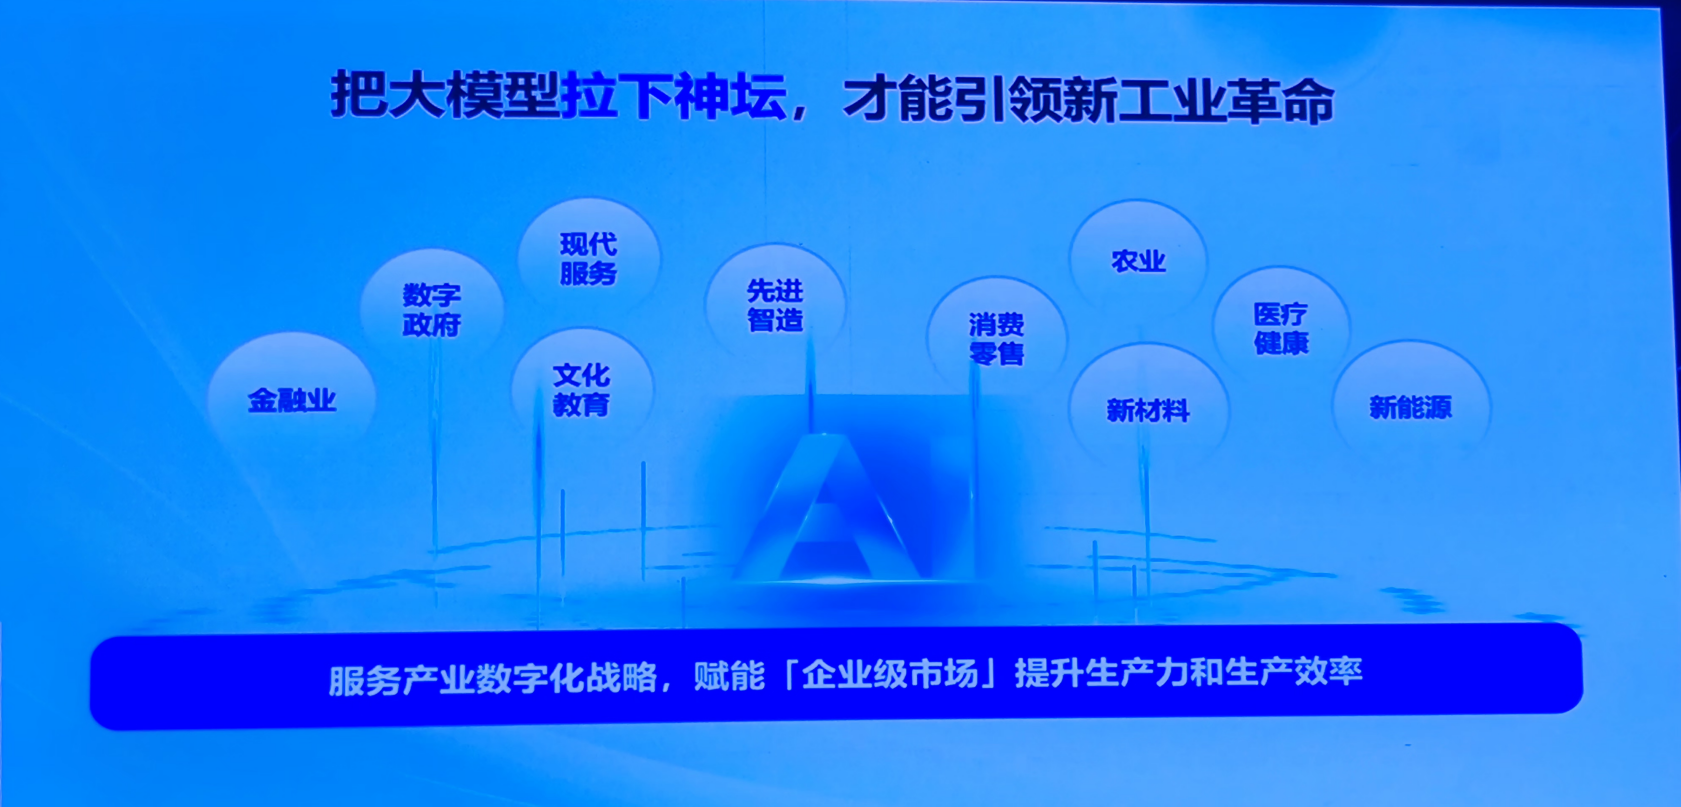 把大模型拉下神坛，才能引领新工业革命
现代
服务
数字
政府
先进
智造
农业
消费
零售
医疗
健康
金融业
文化
教育
新材料
新能源
A
服务产业数字化战略，赋能「企业级市场」提升生产力和生产效率